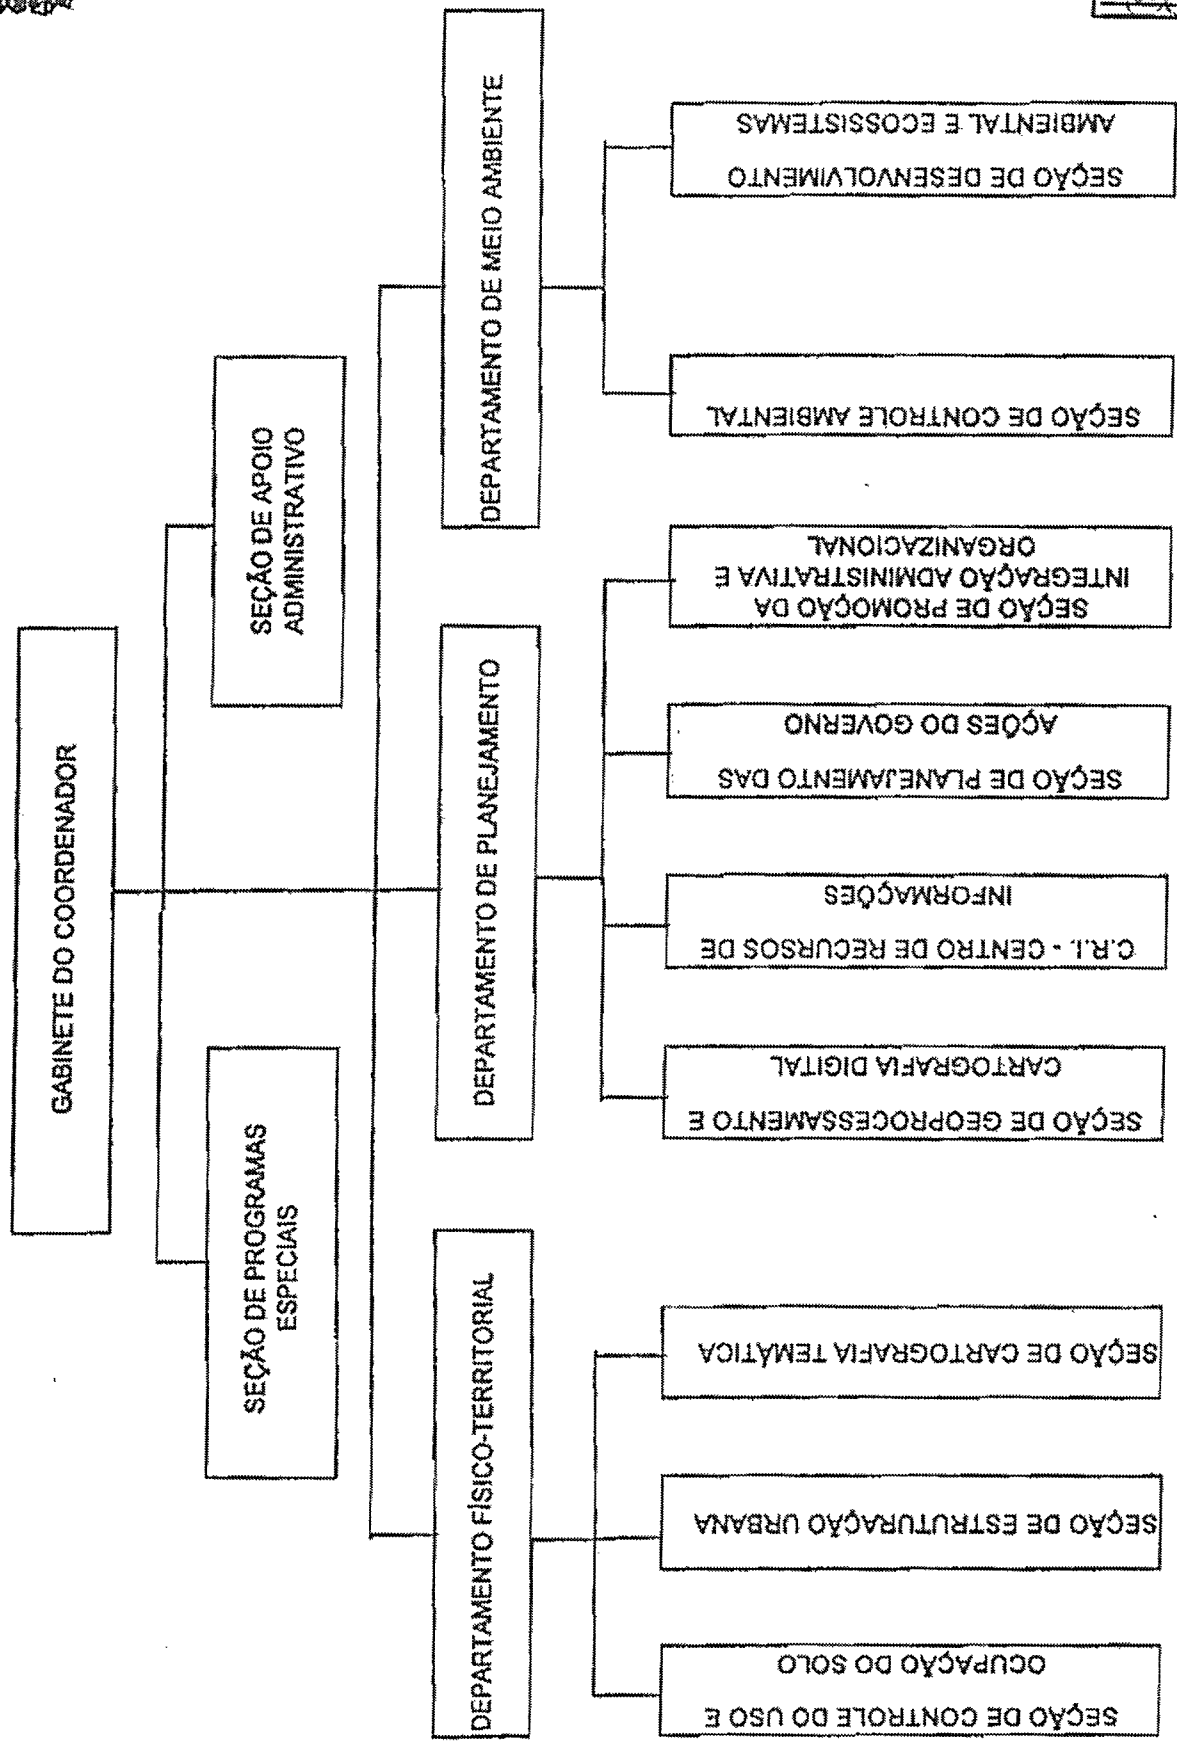 GABINETE DO COORDENADOR
SEÇÃO DE PROGRAMAS
ESPECIAIS
SEÇÃO DE APOIO
ADMINISTRATIVO
DEPARTAMENTO FÍSICO-TERRITORIAL
DEPARTAMENTO DE PLANEJAMENTO
DEPARTAMENTO DE MEIO AMBIENTE
SEÇÃO DE CONTROLE DO USO E
OCUPAÇÃO DO SOLO
SEÇÃO DE ESTRUTURAÇÃO URBANA
SEÇÃO DE CARTOGRAFIA TEMÁTICA
SEÇÃO DE GEOPROCESSAMENTO E
CARTOGRAFIA DIGITAL
C.R.I. - CENTRO DE RECURSOS DE
INFORMAÇÕES
SEÇÃO DE PLANEJAMENTO DAS
AÇÕES DO GOVERNO
SEÇÃO DE PROMOÇÃO DA
INTEGRAÇÃO ADMINISTRATIVA E
ORGANIZACIONAL
SEÇÃO DE CONTROLE AMBIENTAL
SEÇÃO DE DESENVOLVIMENTO
AMBIENTAL E ECOSSISTEMAS